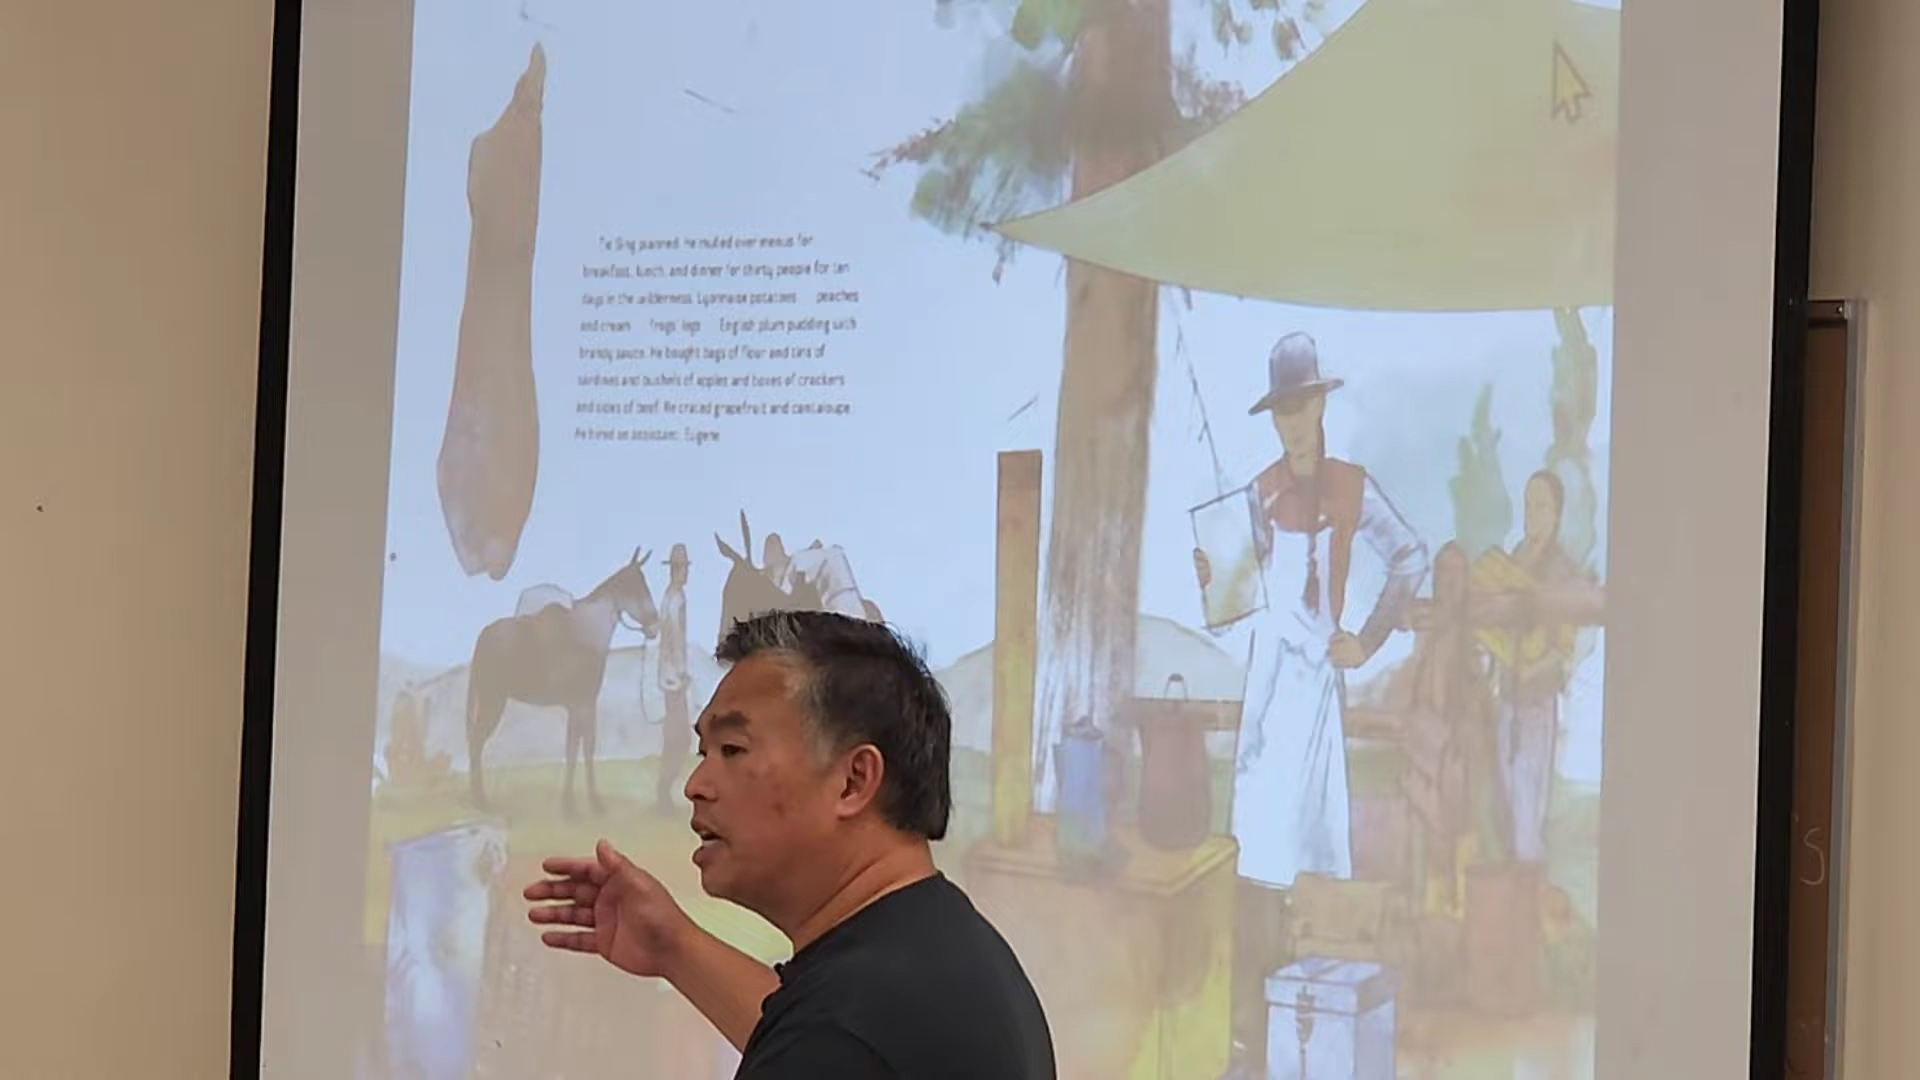 Tie Sing planned. He mulled over menus for
breakfast, lunch, and dinner for thirty people for ten
days in the wilderness. Lyonnaise potatoes peaches
and cream frogs' legs English plum pudding with
brandy sauce. He bought bags of flour and tins of
sardines and bushels of apples and boxes of crackers
and sides of beef. He crated grapefruit and cantaloupe.
He hired an assistant, Eugene